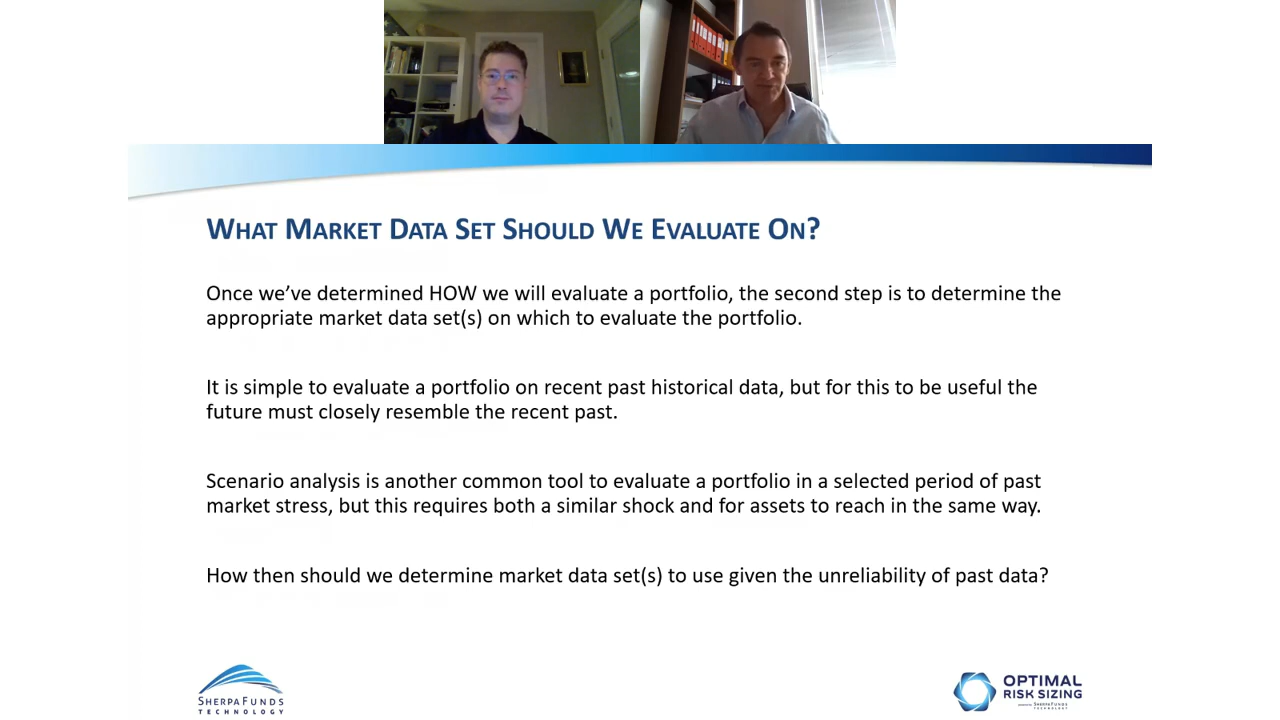 WHAT MARKET DATA SET SHOULD WE EVALUATE ON?
Once we've determined HOW we will evaluate a portfolio, the second step is to determine the
appropriate market data set(s) on which to evaluate the portfolio.
It is simple to evaluate a portfolio on recent past historical data, but for this to be useful the
future must closely resemble the recent past.
Scenario analysis is another common tool to evaluate a portfolio in a selected period of past
market stress, but this requires both a similar shock and for assets to reach in the same way.
How then should we determine market data set(s) to use given the unreliability of past data?
SHERPAFUNDS
TECHNOLOGY
OPTIMAL
RISK SIZING
SHERPAFUNDS
TECHNOLOGY